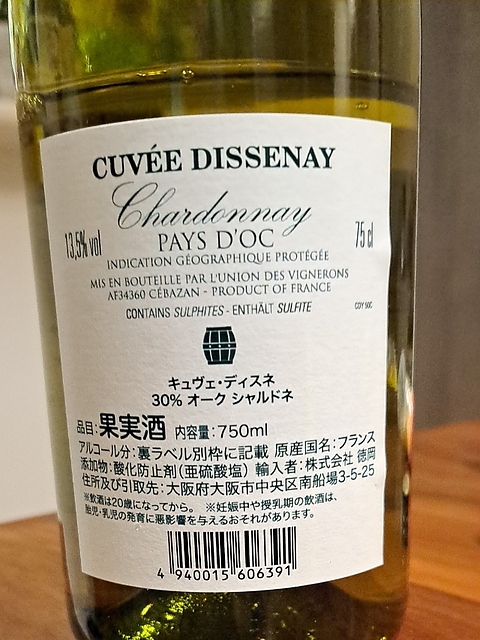 CUVÉE DISSENAY
Chardonnay
13,5% vol PAYS D'OC 75 cl
INDICATION GÉOGRAPHIQUE PROTÉGÉE
MIS EN BOUTEILLE PAR L'UNION DES VIGNERONS
AF34360 CÉBAZAN - PRODUCT OF FRANCE
CONTAINS SULPHITES - ENTHÄLT SULFITE
キュヴェ・ディスネ
30% オーク シャルドネ
品目:果実酒 内容量:750ml
アルコール分:裏ラベル別枠に記載 原産国名:フランス
添加物:酸化防止剤(亜硫酸塩) 輸入者:株式会社 徳岡
住所及び引取先:大阪府大阪市中央区南船場3-5-25
※飲酒は20歳になってから。 ※妊娠中や授乳期の飲酒は、
胎児・乳児の発育に悪影響を与えるおそれがあります。
4 940015 606391